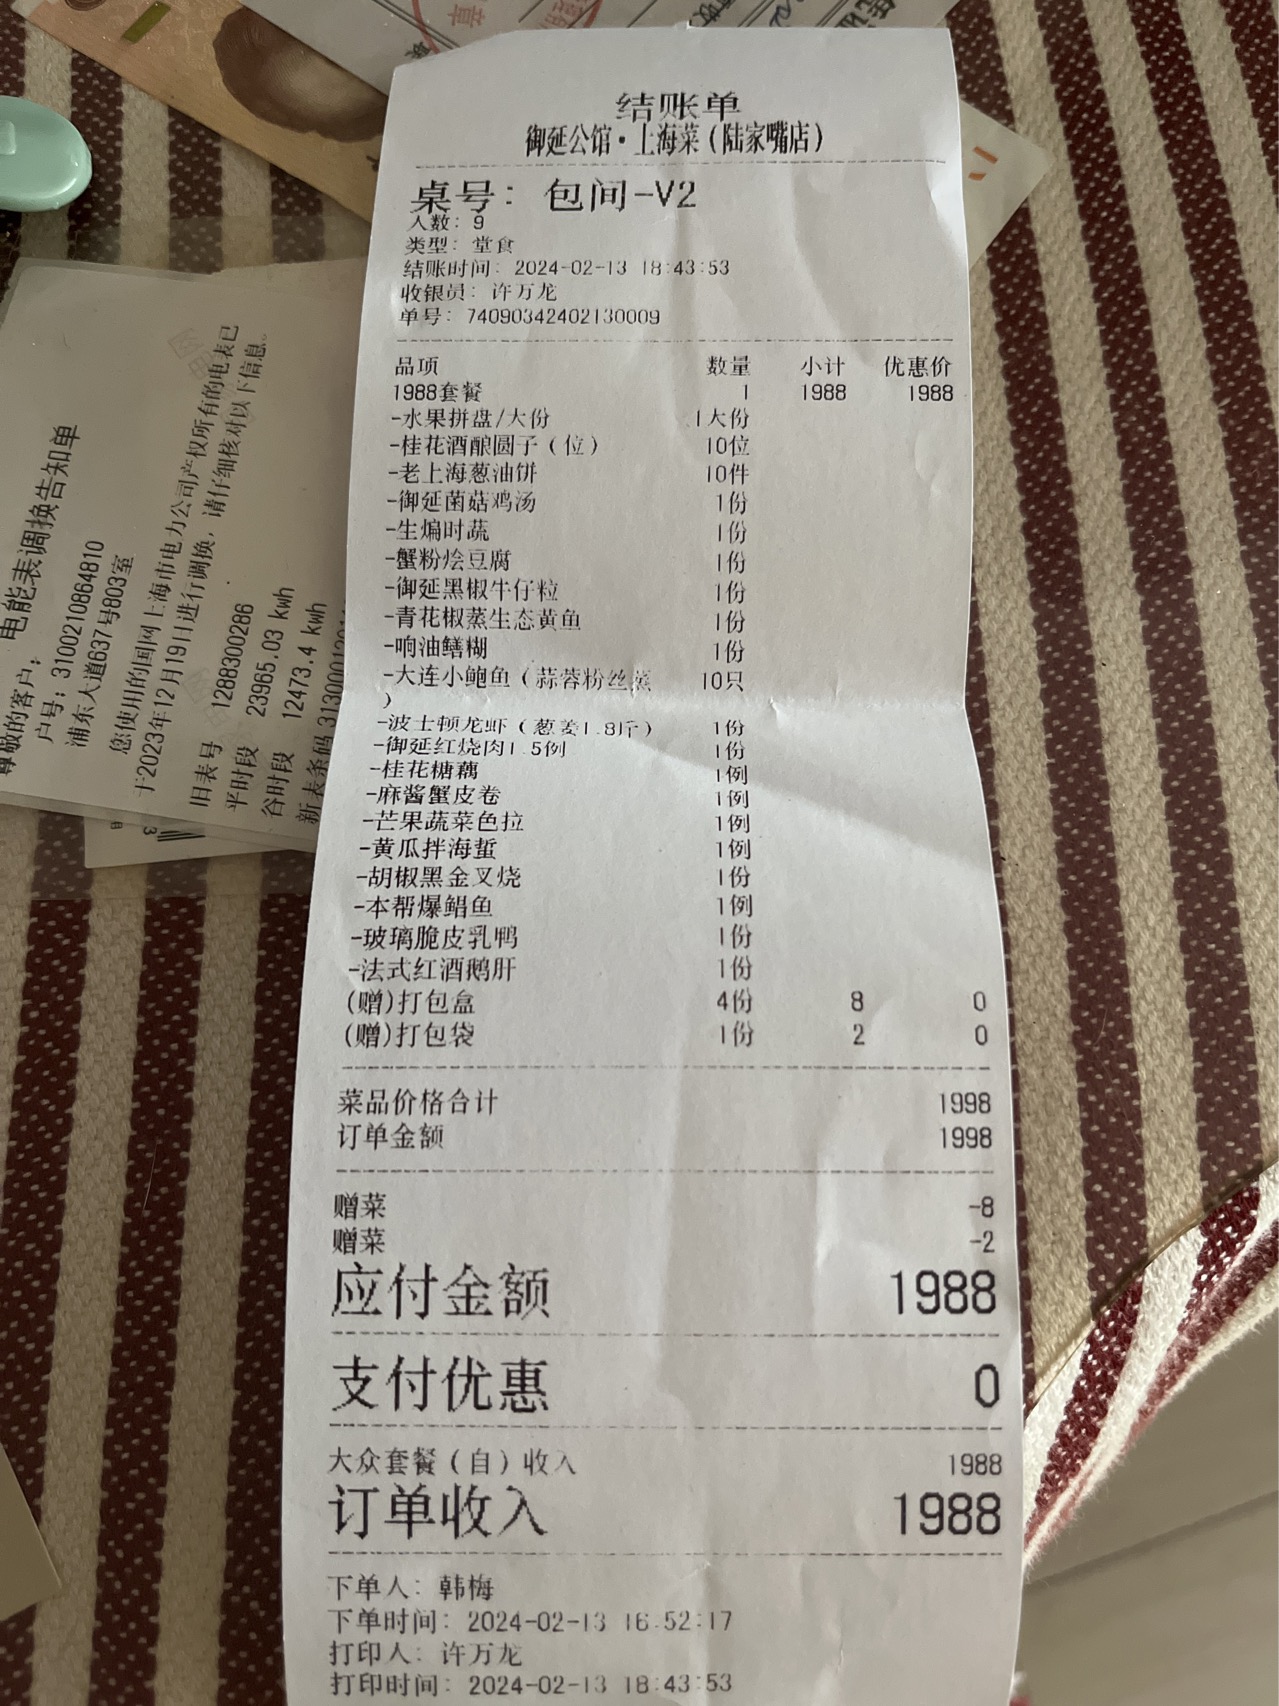 结账单
御延公馆·上海菜(陆家嘴店)
桌号: 包间-V2
人数: 9
类型: 堂食
结账时间: 2024-02-13 18:43:53
收银员: 许万龙
单号: 74090342402130009
品项 数量 小计 优惠价
1988套餐 1 1988 1988
-水果拼盘/大份 1大份
-桂花酒酿圆子(位) 10位
-老上海葱油饼 10件
-御延菌菇鸡汤 1份
-生煸时蔬 1份
-蟹粉烩豆腐 1份
-御延黑椒牛仔粒 1份
-青花椒蒸生态黄鱼 1份
-响油鳝糊 1份
-大连小鲍鱼(蒜蓉粉丝蒸 10只
)
-波士顿龙虾(葱姜1.8斤) 1份
-御延红烧肉1.5例 1份
-桂花糖藕 1例
-麻酱蟹皮卷 1例
-芒果蔬菜色拉 1例
-黄瓜拌海蜇 1例
-胡椒黑金叉烧 1份
-本帮爆鲳鱼 1例
-玻璃脆皮乳鸭 1份
-法式红酒鹅肝 1份
(赠)打包盒 4份 8 0
(赠)打包袋 1份 2 0
菜品价格合计 1998
订单金额 1998
赠菜 -8
赠菜 -2
应付金额 1988
支付优惠 0
大众套餐(自)收入 1988
订单收入 1988
下单人: 韩梅
下单时间: 2024-02-13 16:52:17
打印人: 许万龙
打印时间: 2024-02-13 18:43:53
电能表调换告知单
尊敬的客户:
户号: 3100210864810
浦东大道637号803室
您使用的国网上海市电力公司产权所有的电表已
于2023年12月19日进行调换, 请仔细核对以下信息。
旧表号 1288300286
平时段 23965.03 kwh
谷时段 12473.4 kwh
新表条码